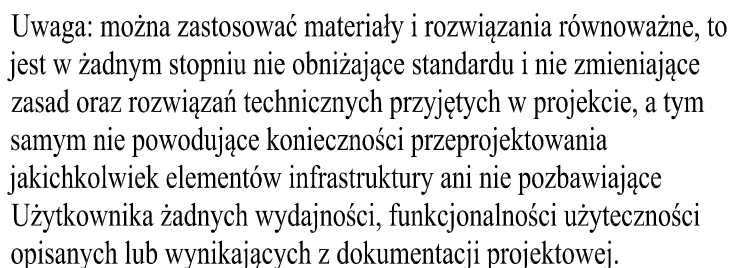 Uwaga: można zastosować materiały i rozwiązania równoważne, to
jest w żadnym stopniu nie obniżające standardu i nie zmieniające
zasad oraz rozwiązań technicznych przyjętych w projekcie, a tym
samym nie powodujące konieczności przeprojektowania
jakichkolwiek elementów infrastruktury ani nie pozbawiające
Użytkownika żadnych wydajności, funkcjonalności użyteczności
opisanych lub wynikających z dokumentacji projektowej.